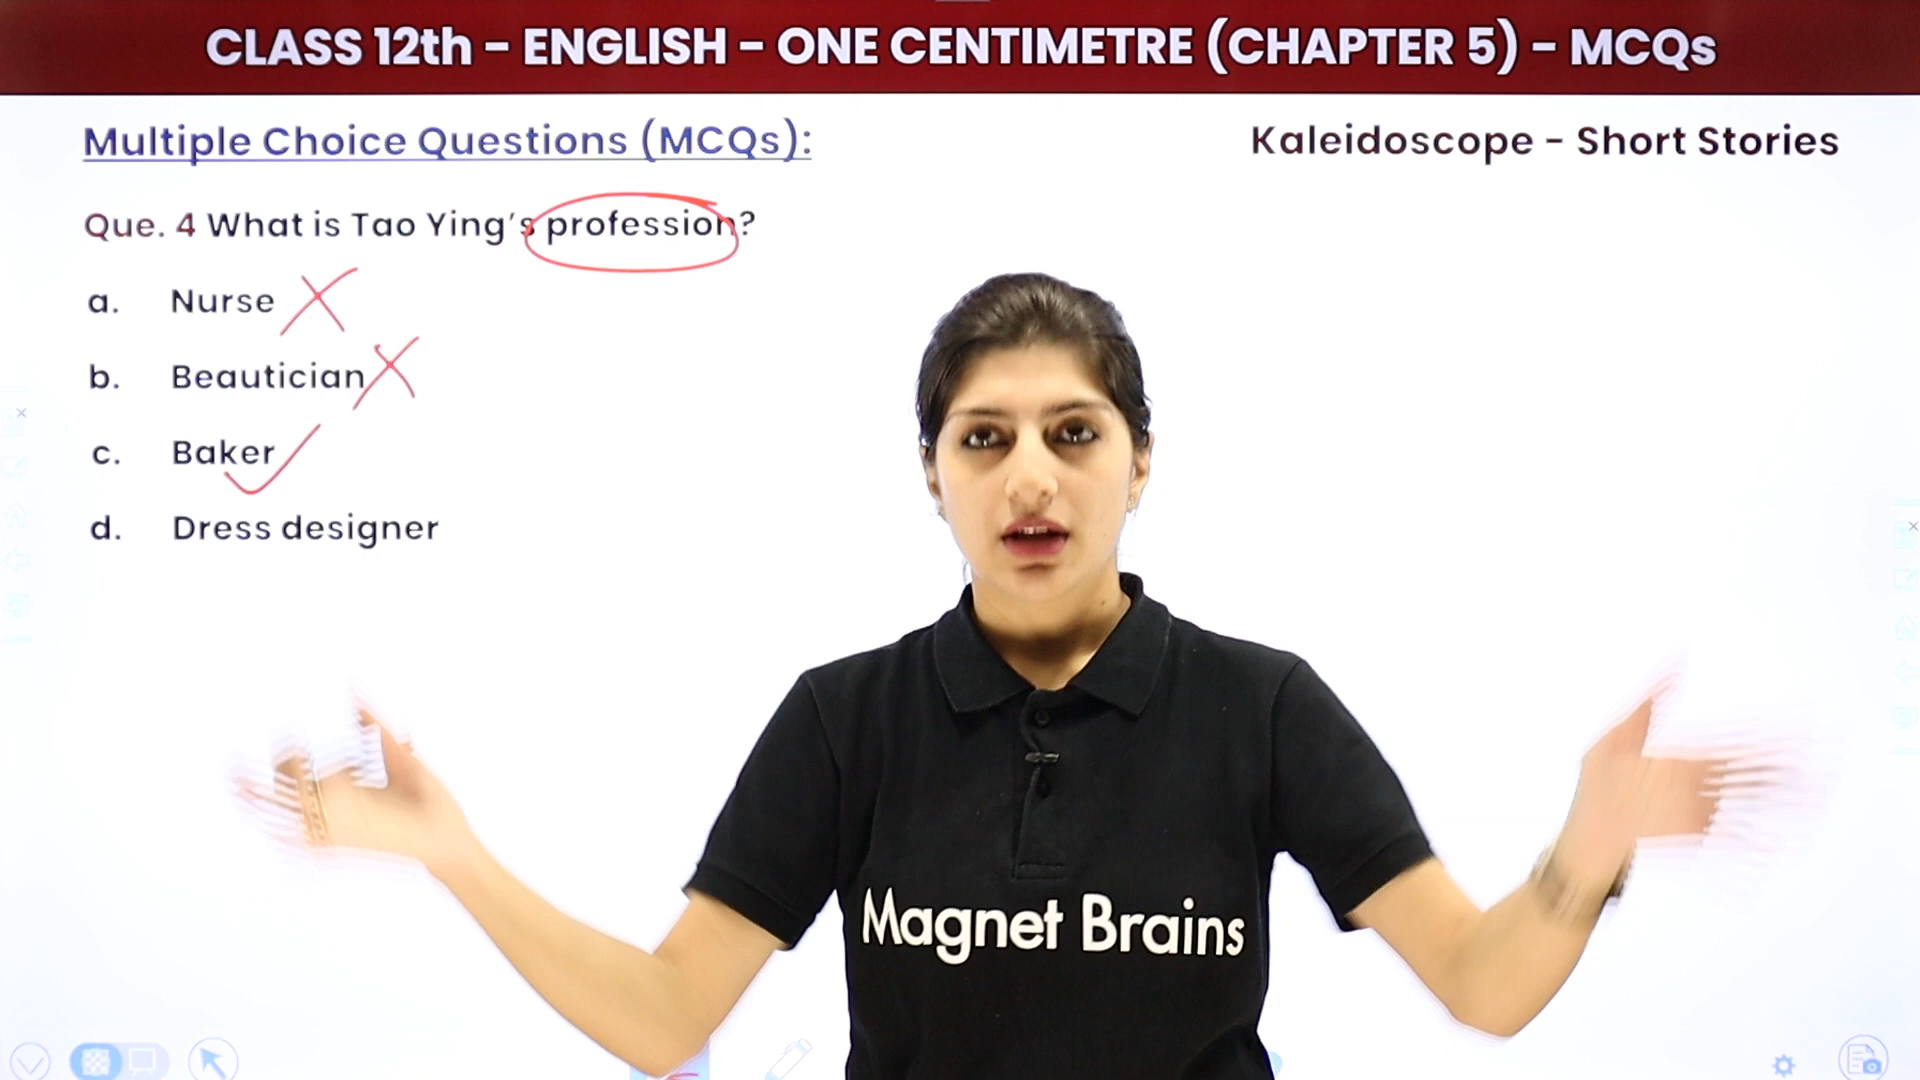 CLASS 12th - ENGLISH - ONE CENTIMETRE (CHAPTER 5) - MCQs
Multiple Choice Questions (MCQs):
Kaleidoscope - Short Stories
Que. 4 What is Tao Ying's profession?
a. Nurse
b. Beautician
c. Baker
d. Dress designer
Magnet Brains